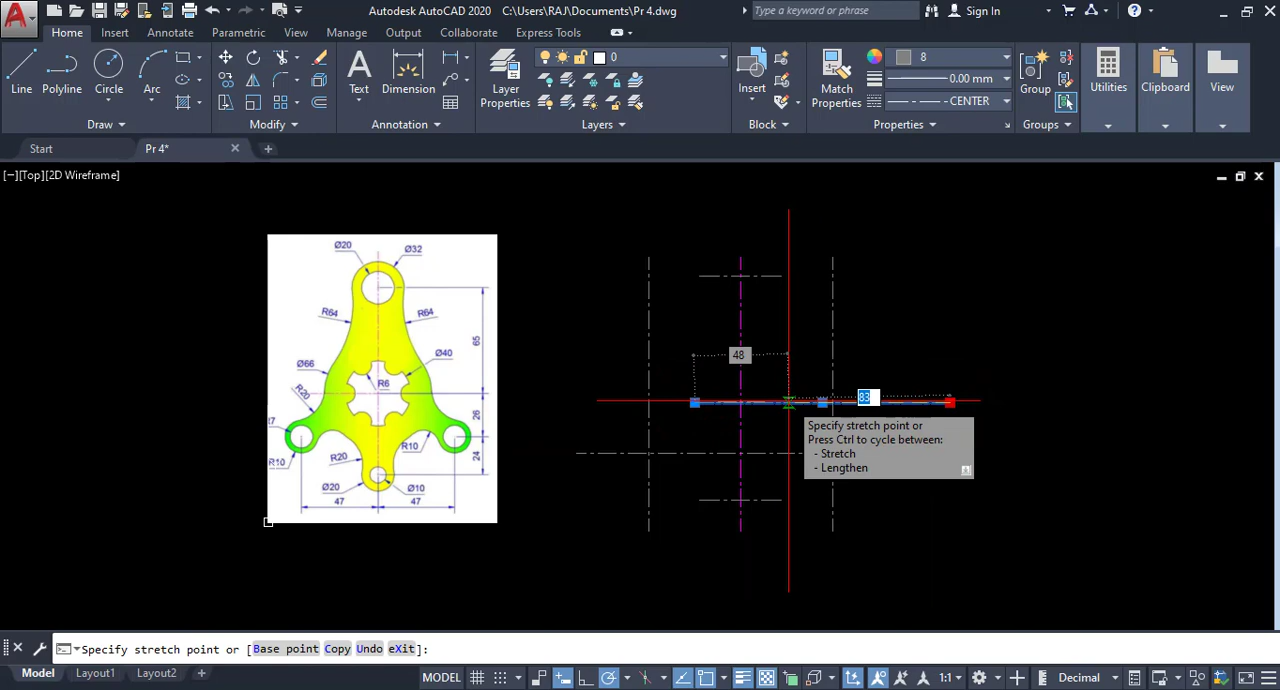 Autodesk AutoCAD 2020 C:\Users\RAJ\Documents\Pr 4.dwg
Type a keyword or phrase
Sign In
Home Insert Annotate Parametric View Manage Output Collaborate Express Tools
0
8
0.00 mm
CENTER
Line Polyline Circle Arc
Text Dimension
Layer Properties
Insert
Match Properties
Group
Utilities
Clipboard
View
Draw Modify Annotation Layers Block Properties Groups
Start Pr 4*
[−][Top][2D Wireframe]
Ø20
Ø32
R64
R64
65
Ø40
Ø66
R6
R20
26
R10
R10
R20
24
Ø20
Ø10
47
47
48
83
Specify stretch point or
Press Ctrl to cycle between:
- Stretch
- Lengthen
Specify stretch point or [Base point Copy Undo eXit]:
Model Layout1 Layout2
MODEL
1:1
Decimal